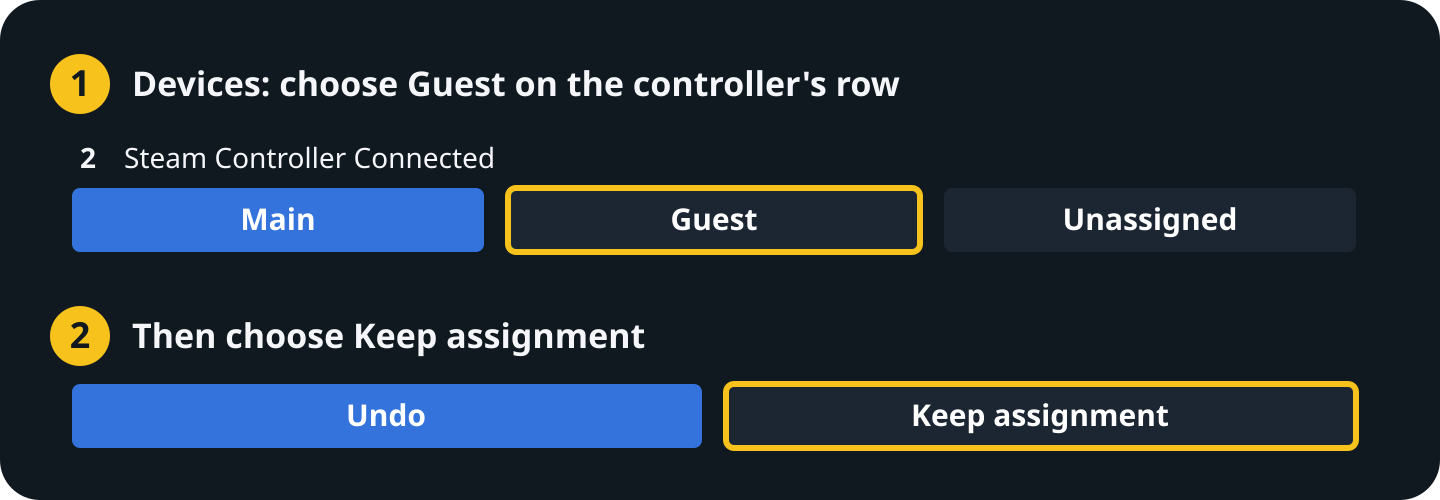 1 Devices: choose Guest on the controller's row
2 Steam Controller Connected
Main Guest Unassigned
2 Then choose Keep assignment
Undo Keep assignment